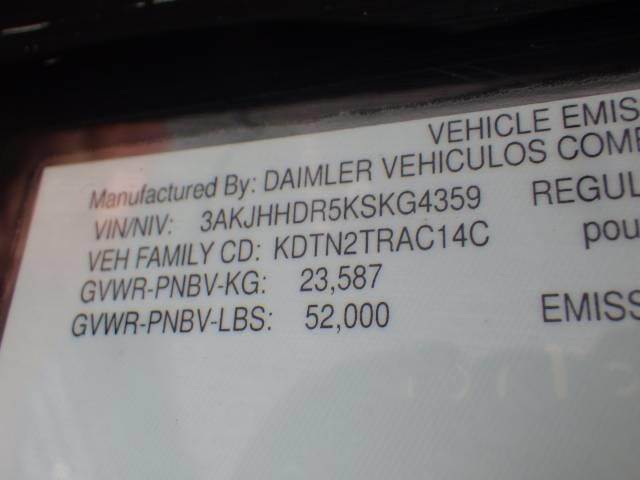 VEHICLE EMIS
Manufactured By: DAIMLER VEHICULOS COME
VIN/NIV: 3AKJHHDR5KSKG4359 REGUL
VEH FAMILY CD: KDTN2TRAC14C pou
GVWR-PNBV-KG: 23,587
GVWR-PNBV-LBS: 52,000 EMISS